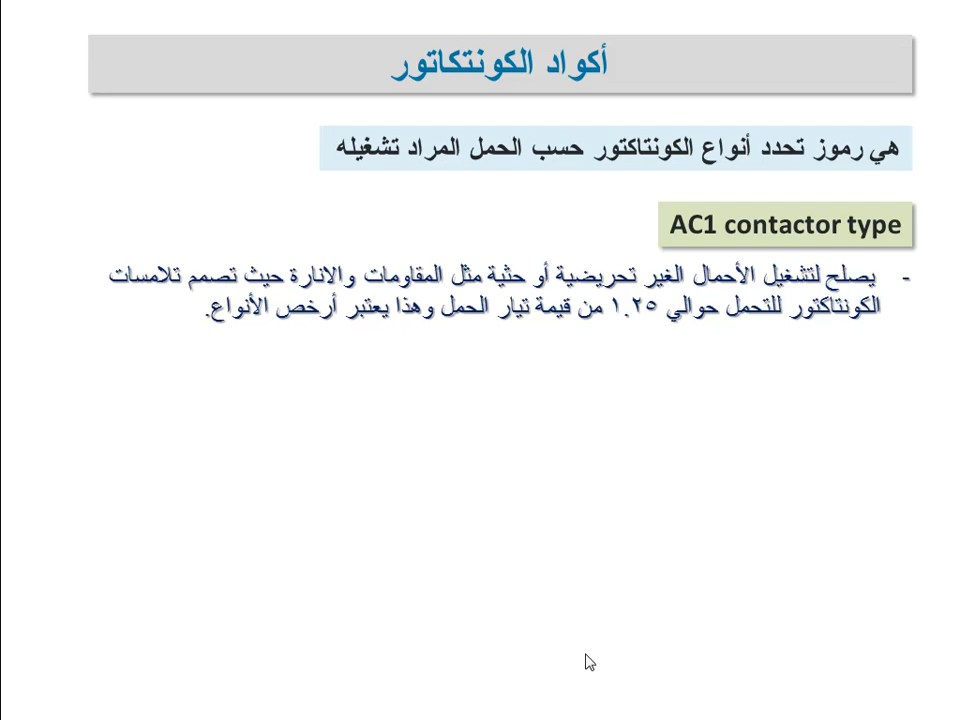 أكواد الكونتكاتور
هي رموز تحدد أنواع الكونتاكتور حسب الحمل المراد تشغيله
AC1 contactor type
- يصلح لتشغيل الأحمال الغير تحريضية أو حثية مثل المقاومات والانارة حيث تصمم تلامسات
الكونتاكتور للتحمل حوالي ١.٢٥ من قيمة تيار الحمل وهذا يعتبر أرخص الأنواع.